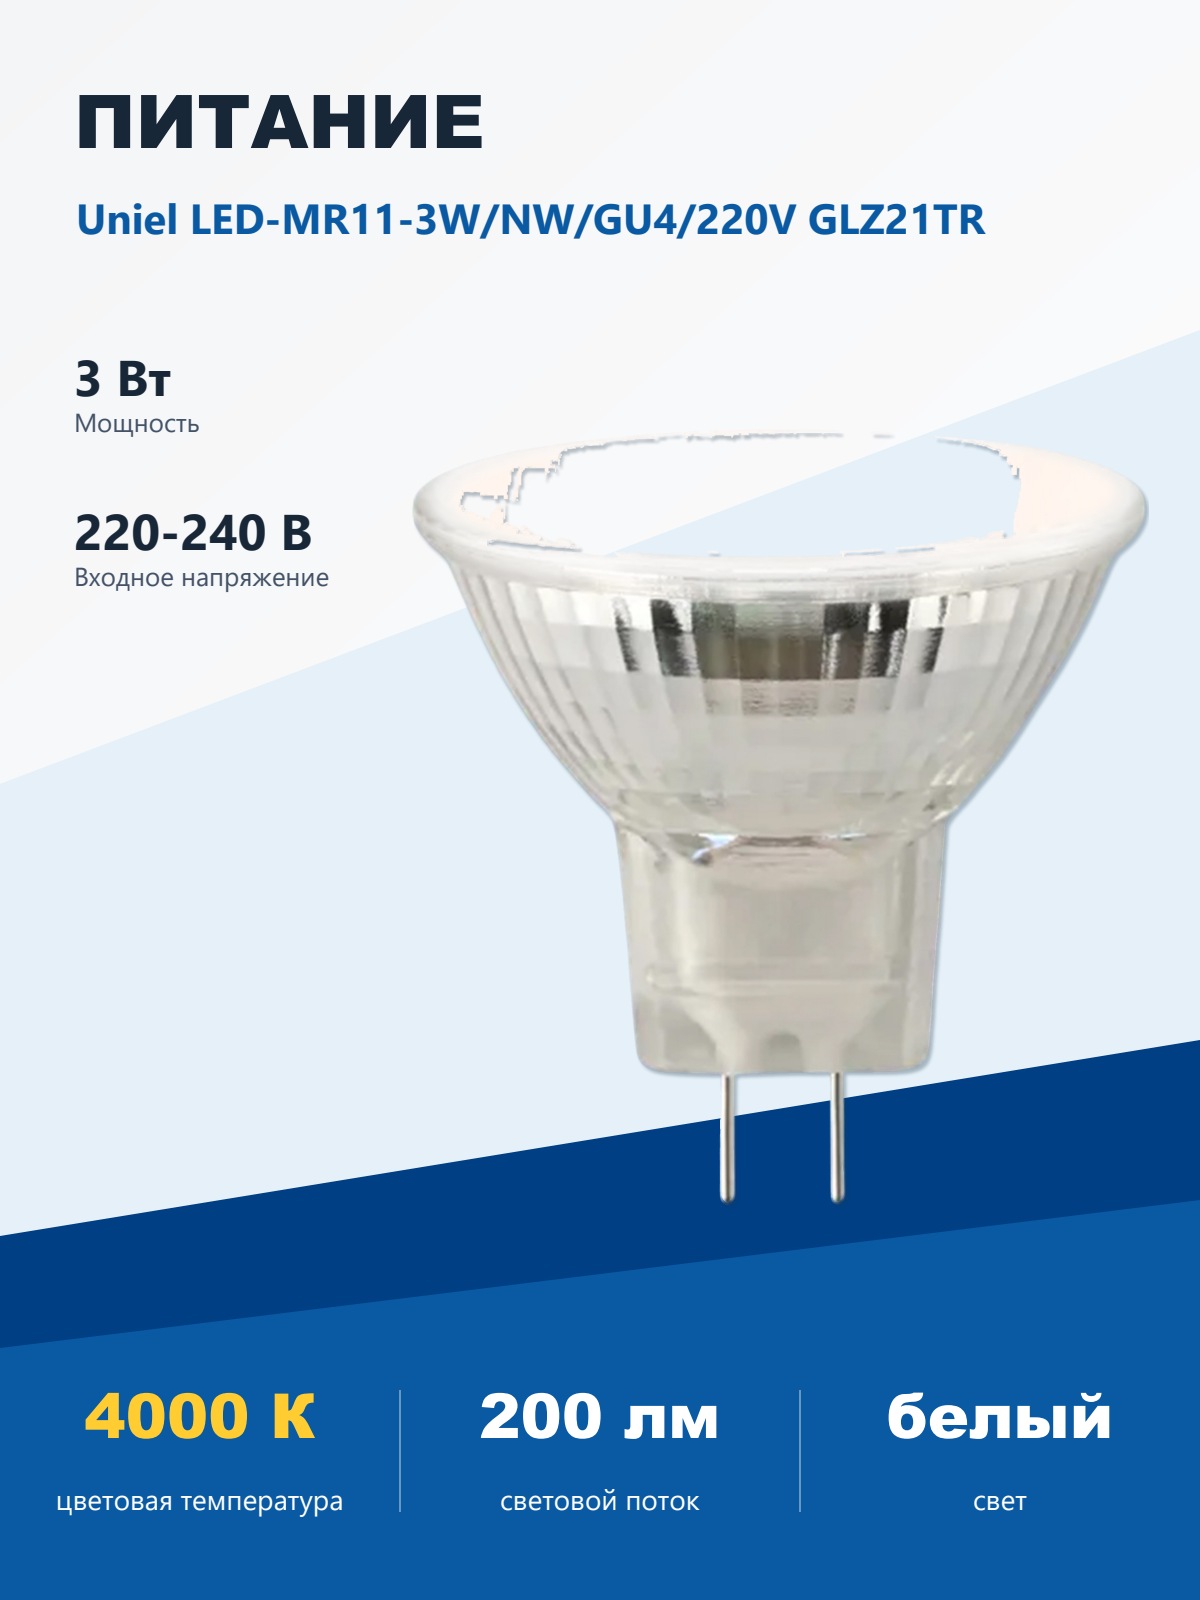 ПИТАНИЕ
Uniel LED-MR11-3W/NW/GU4/220V GLZ21TR
3 Вт
Мощность
220-240 В
Входное напряжение
4000 К
цветовая температура
200 лм
световой поток
белый
свет